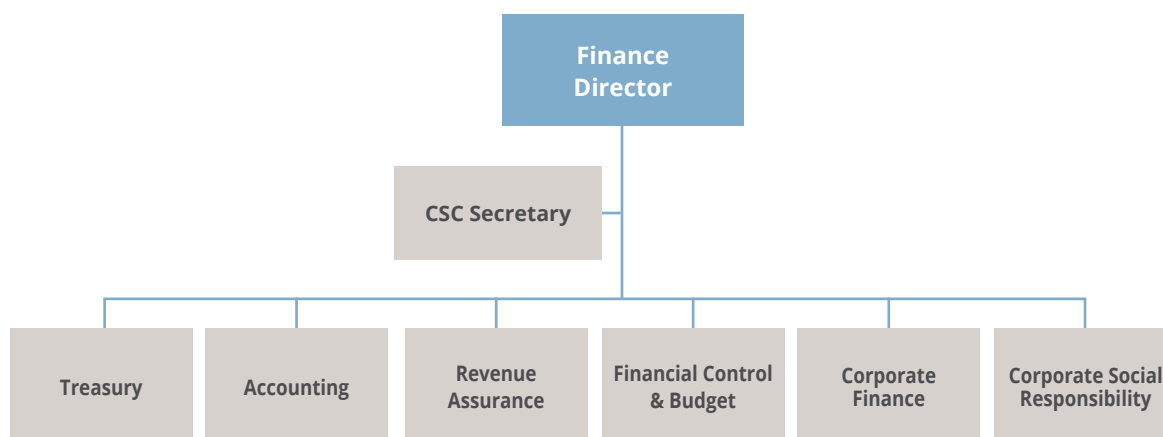 Finance
Director
CSC Secretary
Treasury
Accounting
Revenue
Assurance
Financial Control
& Budget
Corporate
Finance
Corporate Social
Responsibility